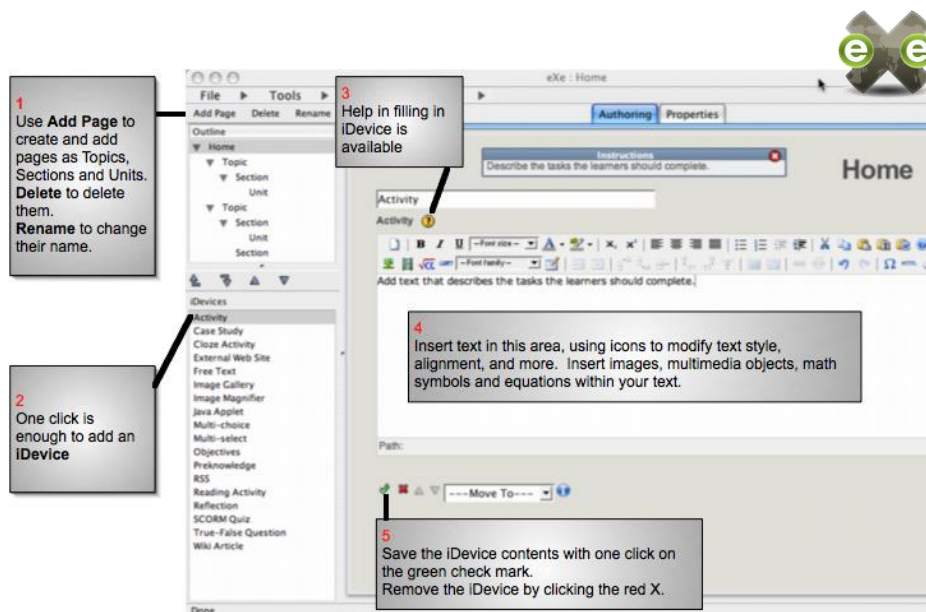 eXe
eXe : Home
File Tools
Add Page Delete Rename
Authoring Properties
1
Use Add Page to
create and add
pages as Topics,
Sections and Units.
Delete to delete
them.
Rename to change
their name.
Outline
Home
Topic
Section
Unit
Topic
Section
Unit
Section
3
Help in filling in
iDevice is
available
Instructions
Describe the tasks the learners should complete.
Home
Activity
Activity ?
B I U --Font size-- A
--Font family-- Ω
Add text that describes the tasks the learners should complete.
4
Insert text in this area, using icons to modify text style,
alignment, and more. Insert images, multimedia objects, math
symbols and equations within your text.
Path:
---Move To---
2
One click is
enough to add an
iDevice
iDevices
Activity
Case Study
Cloze Activity
External Web Site
Free Text
Image Gallery
Image Magnifier
Java Applet
Multi-choice
Multi-select
Objectives
Preknowledge
RSS
Reading Activity
Reflection
SCORM Quiz
True-False Question
Wiki Article
5
Save the iDevice contents with one click on
the green check mark.
Remove the iDevice by clicking the red X.
Done